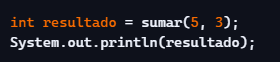 int resultado = sumar(5, 3);
System.out.println(resultado);